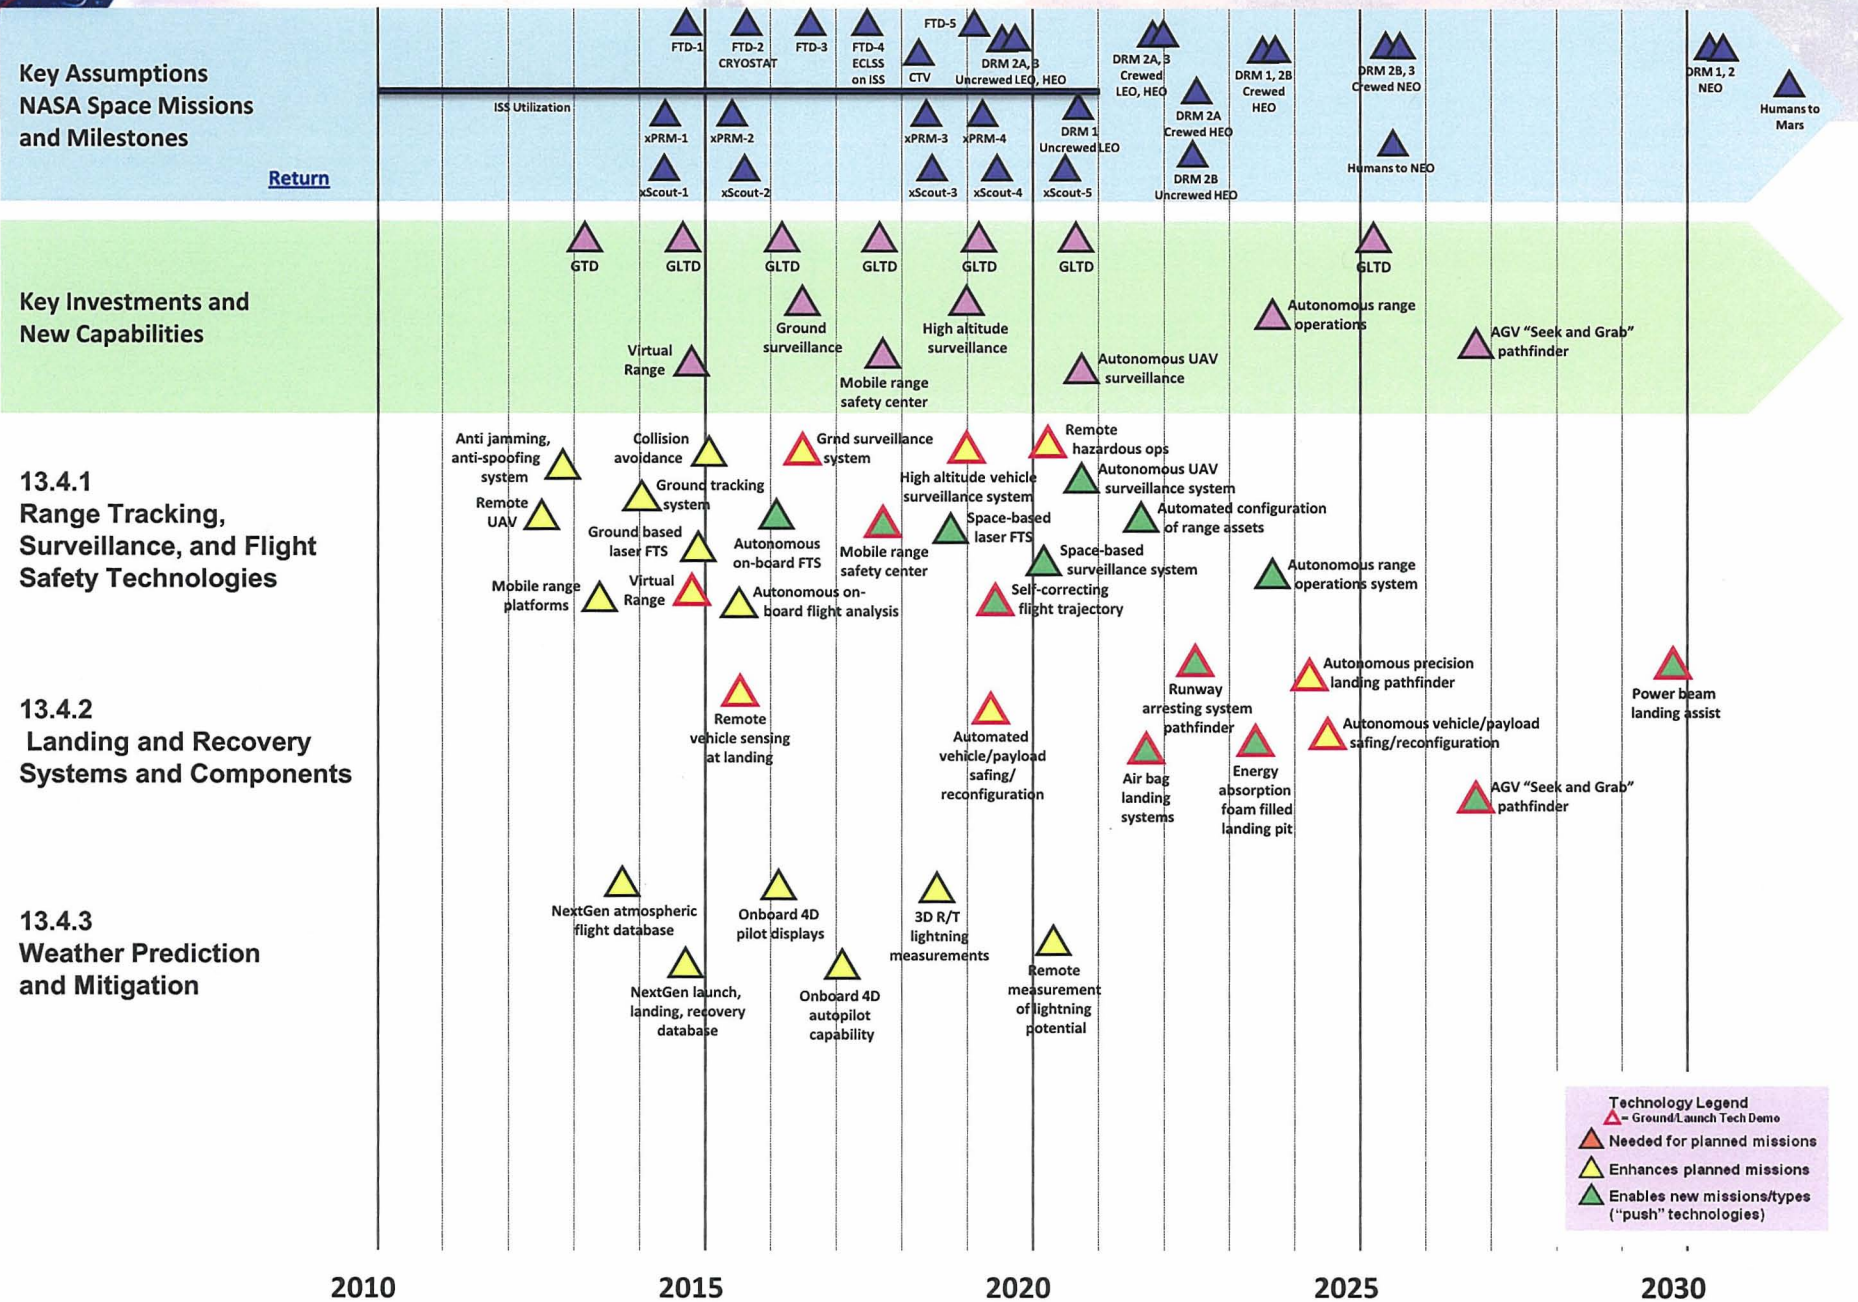 Key Assumptions
NASA Space Missions
and Milestones
Return
FTD-1
FTD-2
CRYOSTAT
FTD-3
FTD-4
ECLSS
on ISS
CTV
FTD-5
DRM 2A, 3
Uncrewed LEO, HEO
DRM 2A, 3
Crewed
LEO, HEO
DRM 1, 2B
Crewed
HEO
DRM 2B, 3
Crewed NEO
DRM 1, 2
NEO
Humans to
Mars
ISS Utilization
xPRM-1
xPRM-2
xPRM-3
xPRM-4
DRM 1
Uncrewed LEO
DRM 2A
Crewed HEO
Humans to NEO
xScout-1
xScout-2
xScout-3
xScout-4
xScout-5
DRM 2B
Uncrewed HEO
Key Investments and
New Capabilities
GTD
GLTD
GLTD
GLTD
GLTD
GLTD
GLTD
Virtual
Range
Ground
surveillance
Mobile range
safety center
High altitude
surveillance
Autonomous UAV
surveillance
Autonomous range
operations
AGV “Seek and Grab”
pathfinder
13.4.1
Range Tracking,
Surveillance, and Flight
Safety Technologies
Anti jamming,
anti-spoofing
system
Remote
UAV
Mobile range
platforms
Collision
avoidance
Ground tracking
system
Ground based
laser FTS
Virtual
Range
Autonomous on-
board flight analysis
Grnd surveillance
system
Autonomous
on-board FTS
Mobile range
safety center
High altitude vehicle
surveillance system
Space-based
laser FTS
Self-correcting
flight trajectory
Remote
hazardous ops
Autonomous UAV
surveillance system
Automated configuration
of range assets
Space-based
surveillance system
Autonomous range
operations system
13.4.2
Landing and Recovery
Systems and Components
Remote
vehicle sensing
at landing
Automated
vehicle/payload
safing/
reconfiguration
Runway
arresting system
pathfinder
Air bag
landing
systems
Energy
absorption
foam filled
landing pit
Autonomous precision
landing pathfinder
Autonomous vehicle/payload
safing/reconfiguration
AGV “Seek and Grab”
pathfinder
Power beam
landing assist
13.4.3
Weather Prediction
and Mitigation
NextGen atmospheric
flight database
NextGen launch,
landing, recovery
database
Onboard 4D
pilot displays
Onboard 4D
autopilot
capability
3D R/T
lightning
measurements
Remote
measurement
of lightning
potential
Technology Legend
= Ground/Launch Tech Demo
Needed for planned missions
Enhances planned missions
Enables new missions/types
(“push” technologies)
2010
2015
2020
2025
2030